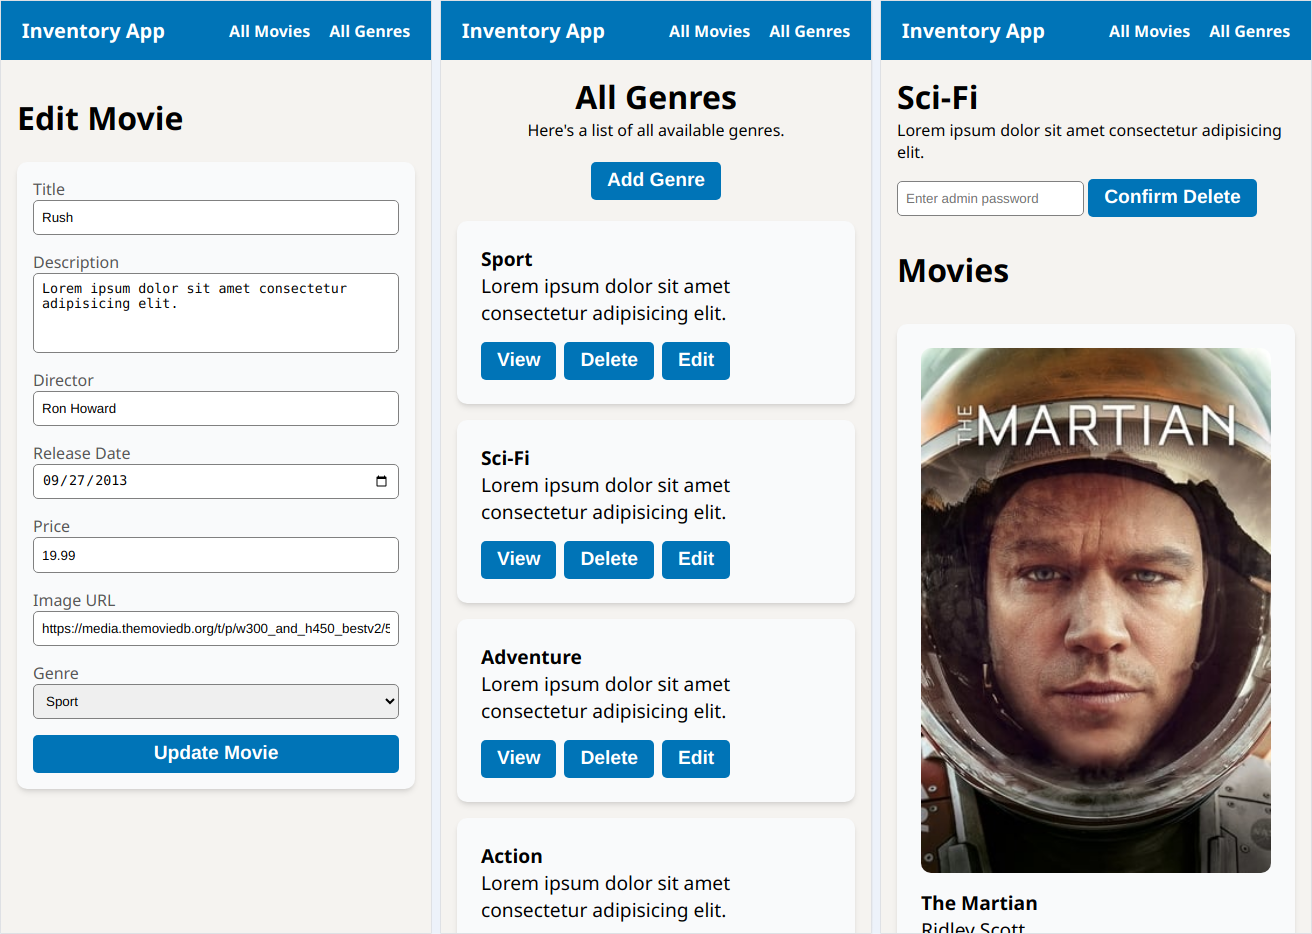 Inventory App
All Movies
All Genres
Edit Movie
Title
Rush
Description
Lorem ipsum dolor sit amet consectetur
adipisicing elit.
Director
Ron Howard
Release Date
09/27/2013
Price
19.99
Image URL
https://media.themoviedb.org/t/p/w300_and_h450_bestv2/5
Genre
Sport
Update Movie
Inventory App
All Movies
All Genres
All Genres
Here's a list of all available genres.
Add Genre
Sport
Lorem ipsum dolor sit amet
consectetur adipisicing elit.
View
Delete
Edit
Sci-Fi
Lorem ipsum dolor sit amet
consectetur adipisicing elit.
View
Delete
Edit
Adventure
Lorem ipsum dolor sit amet
consectetur adipisicing elit.
View
Delete
Edit
Action
Lorem ipsum dolor sit amet
consectetur adipisicing elit.
Inventory App
All Movies
All Genres
Sci-Fi
Lorem ipsum dolor sit amet consectetur adipisicing
elit.
Enter admin password
Confirm Delete
Movies
THE MARTIAN
The Martian
Ridley Scott